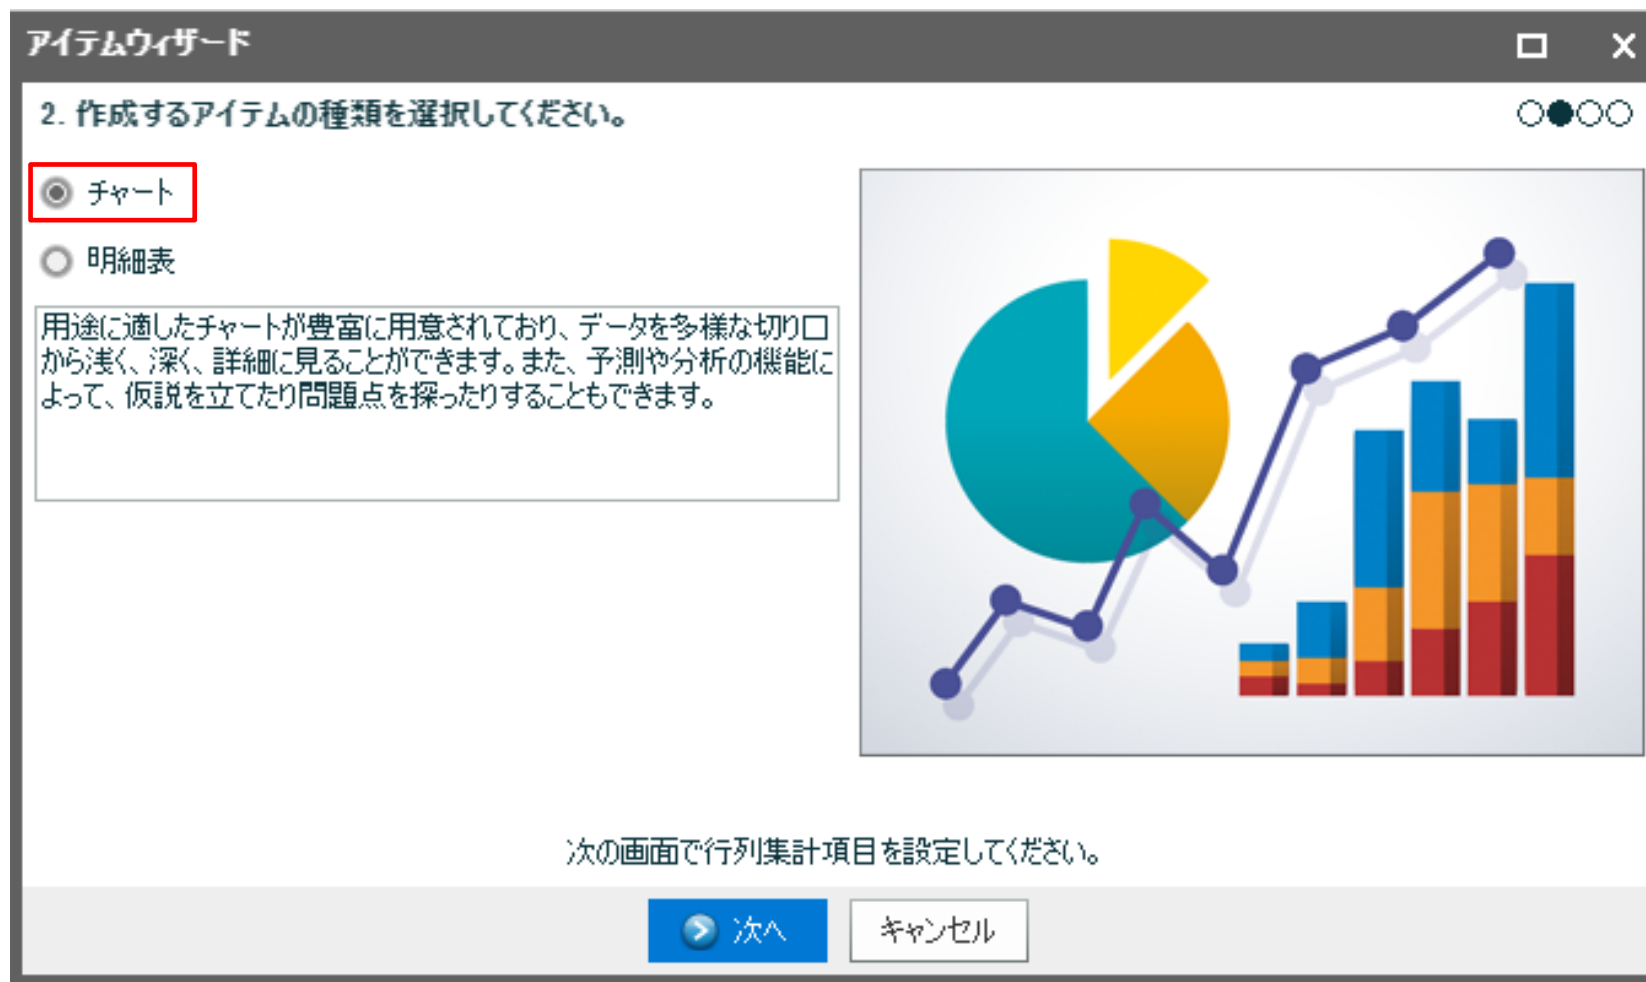 アイテムウィザード
2. 作成するアイテムの種類を選択してください。
チャート
明細表
用途に適したチャートが豊富に用意されており、データを多様な切り口
から浅く、深く、詳細に見ることができます。また、予測や分析の機能に
よって、仮説を立てたり問題点を探ったりすることもできます。
次の画面で行列集計項目を設定してください。
次へ
キャンセル